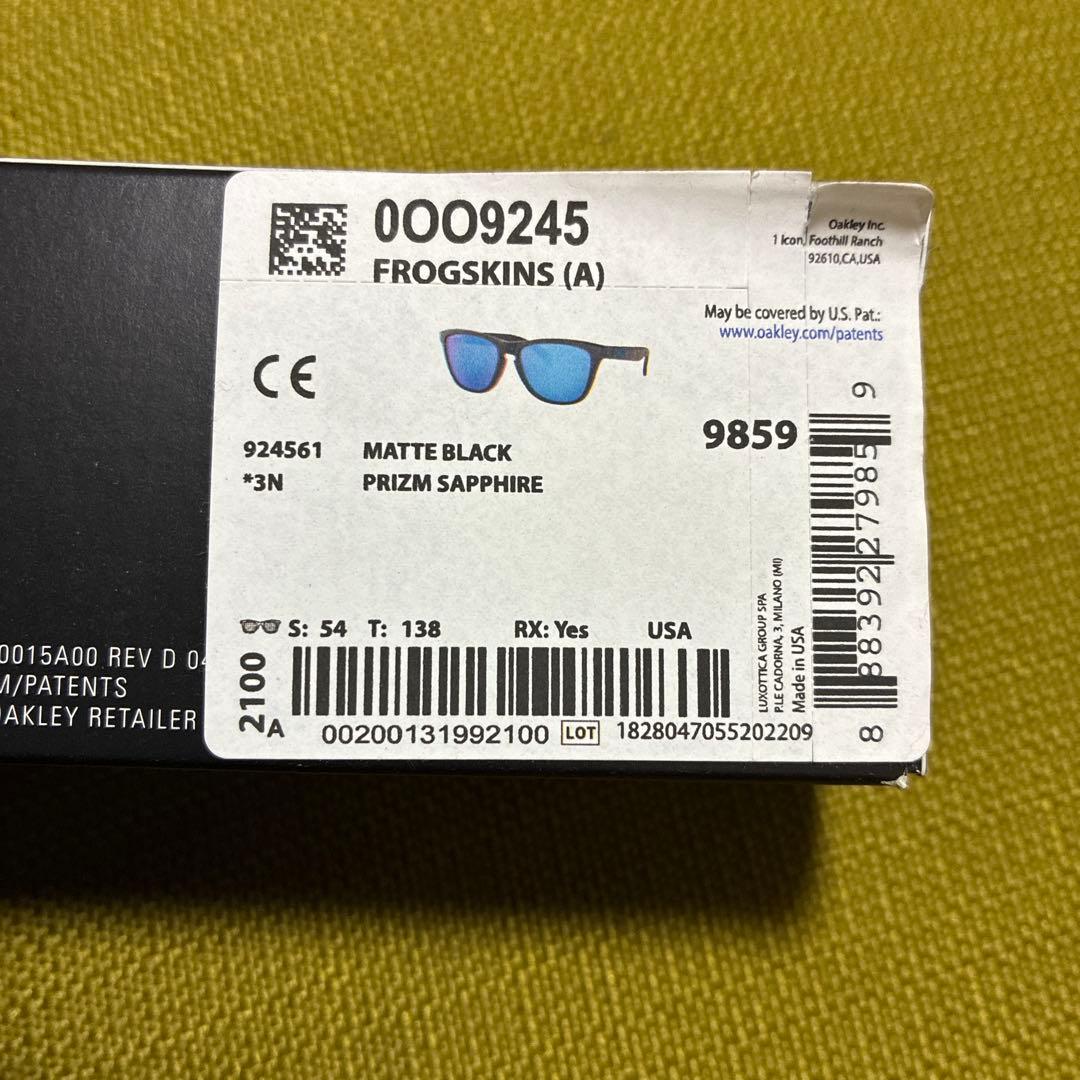 0OO9245
FROGSKINS (A)
Oakley Inc.
1 Icon, Foothill Ranch
92610,CA,USA
May be covered by U.S. Pat.:
www.oakley.com/patents
CE
9859
924561 MATTE BLACK
*3N PRIZM SAPPHIRE
S: 54 T: 138 RX: Yes USA
2100
A
00200131992100 LOT 1828047055202209
LUXOTTICA GROUP SPA
P.LE CADORNA, 3, MILANO (MI)
Made in USA
8 88392 27985 9
0015A00 REV D 04
M/PATENTS
OAKLEY RETAILER